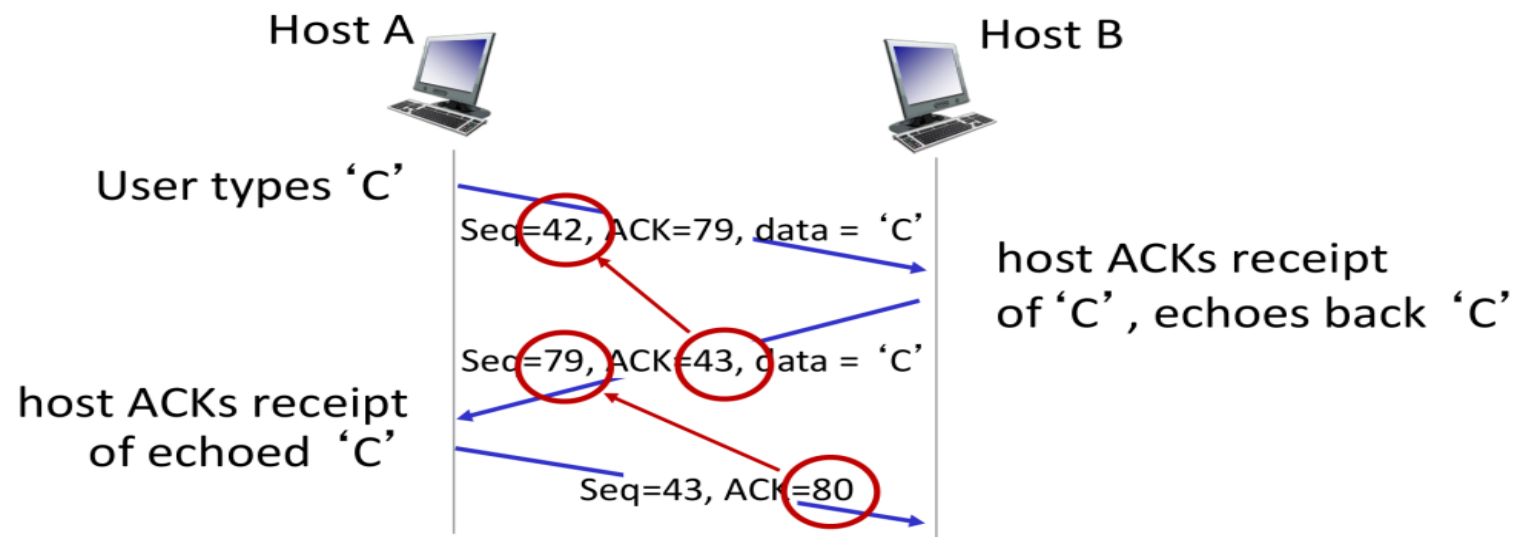 Host A
Host B
User types ‘C’
Seq=42, ACK=79, data = ‘C’
host ACKs receipt
of ‘C’, echoes back ‘C’
Seq=79, ACK=43, data = ‘C’
host ACKs receipt
of echoed ‘C’
Seq=43, ACK=80